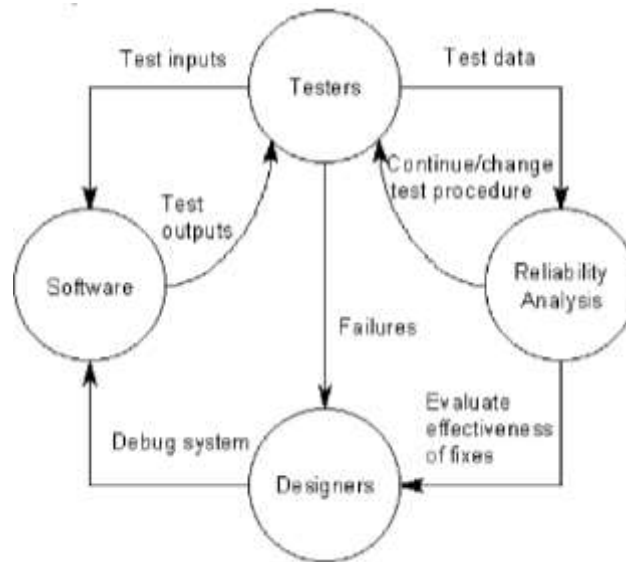 Test inputs
Testers
Test data
Continue/change
test procedure
Test
outputs
Software
Reliability
Analysis
Failures
Evaluate
effectiveness
of fixes
Debug system
Designers